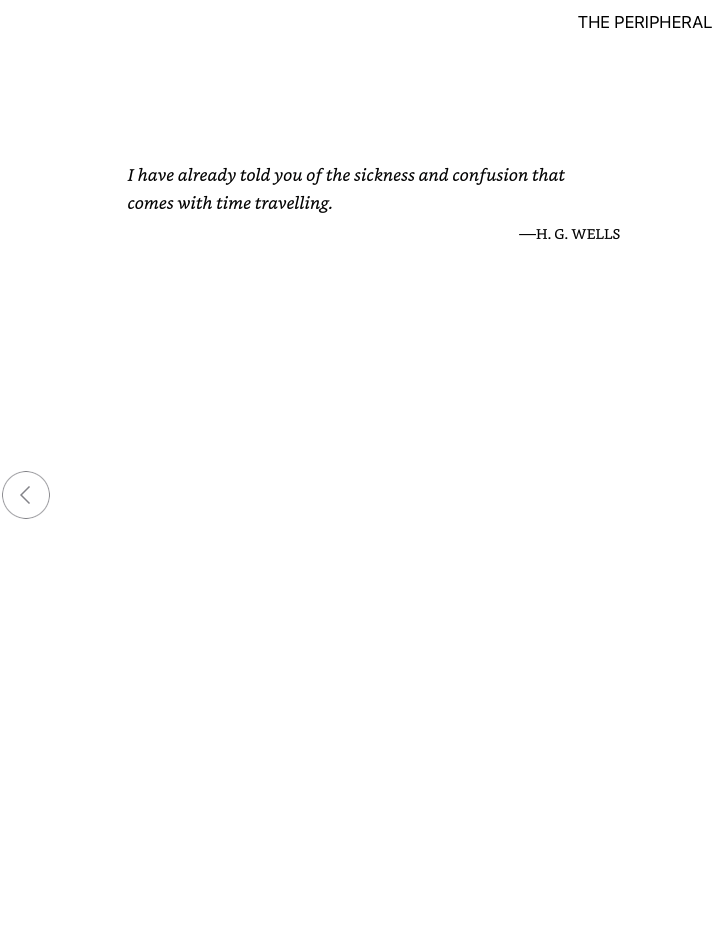 THE PERIPHERAL
I have already told you of the sickness and confusion that
comes with time travelling.
—H. G. WELLS